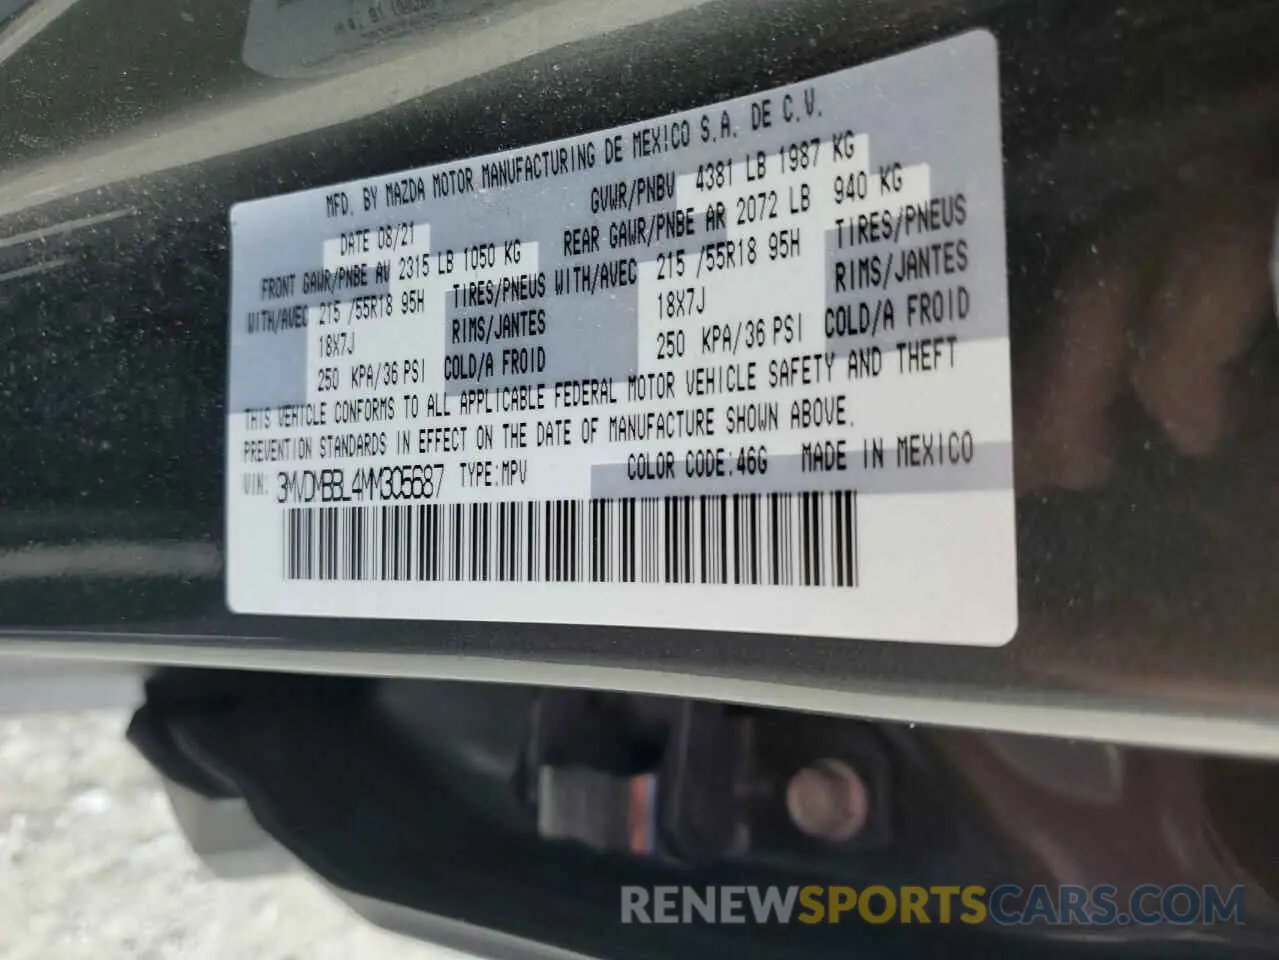 MFD. BY MAZDA MOTOR MANUFACTURING DE MEXICO S.A. DE C.V.
DATE 08/21 GVWR/PNBV 4381 LB 1987 KG
FRONT GAWR/PNBE AV 2315 LB 1050 KG REAR GAWR/PNBE AR 2072 LB 940 KG
WITH/AVEC 215 /55R18 95H TIRES/PNEUS WITH/AVEC 215 /55R18 95H TIRES/PNEUS
18X7J RIMS/JANTES 18X7J RIMS/JANTES
250 KPA/36 PSI COLD/A FROID 250 KPA/36 PSI COLD/A FROID
THIS VEHICLE CONFORMS TO ALL APPLICABLE FEDERAL MOTOR VEHICLE SAFETY AND THEFT
PREVENTION STANDARDS IN EFFECT ON THE DATE OF MANUFACTURE SHOWN ABOVE.
VIN: 3MVDMBBL4MM305687 TYPE:MPV COLOR CODE:46G MADE IN MEXICO
RENEWSPORTSCARS.COM